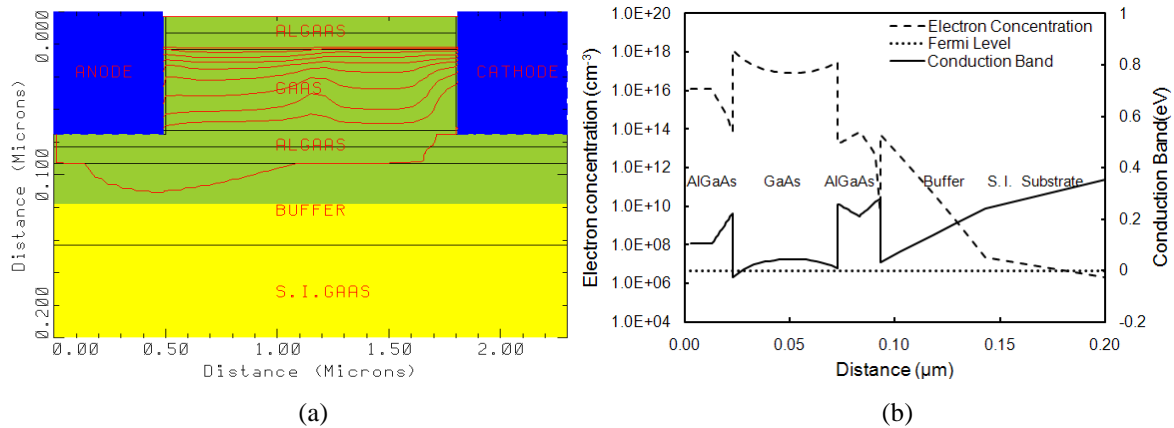 0.000
0.100
0.200
Distance (Microns)
ALGAAS
ANODE
CATHODE
GAAS
ALGAAS
BUFFER
S.I.GAAS
0.00 0.50 1.00 1.50 2.00
Distance (Microns)
(a)
1.0E+20
1.0E+18
1.0E+16
1.0E+14
1.0E+12
1.0E+10
1.0E+08
1.0E+06
1.0E+04
Electron concentration (cm-3)
Electron Concentration
Fermi Level
Conduction Band
AlGaAs GaAs AlGaAs Buffer S.I. Substrate
1
0.8
0.6
0.4
0.2
0
-0.2
Conduction Band(eV)
0.00 0.05 0.10 0.15 0.20
Distance (µm)
(b)